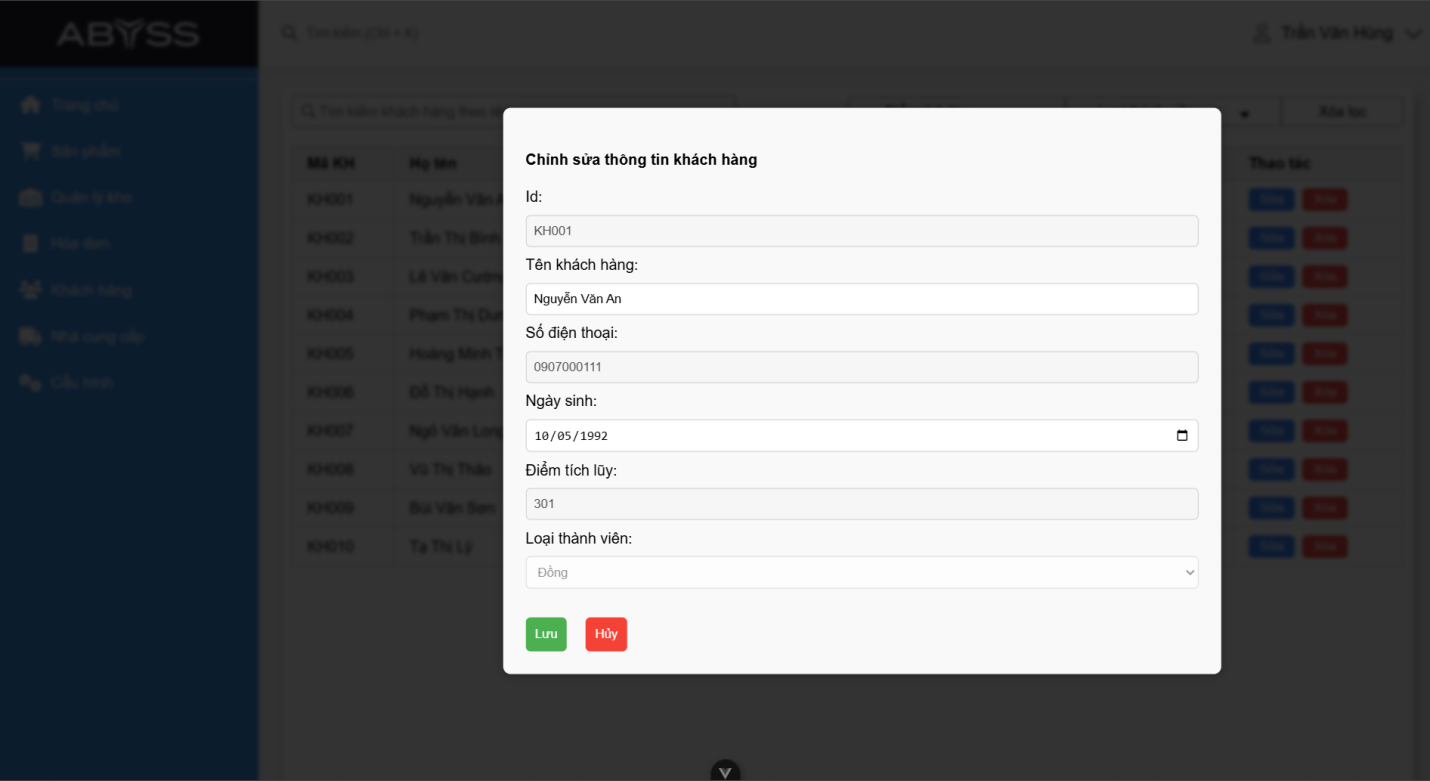 ABYSS
Tìm kiếm (Ctrl + K)
Trần Văn Hùng
Trang chủ
Sản phẩm
Quản lý kho
Hóa đơn
Khách hàng
Nhà cung cấp
Cấu hình
Tìm kiếm khách hàng theo
Xóa lọc
Mã KH Họ tên Thao tác
KH001 Nguyễn Văn Sửa Xóa
KH002 Trần Thị Bình Sửa Xóa
KH003 Lê Văn Sửa Xóa
KH004 Phạm Thị Sửa Xóa
KH005 Hoàng Minh Sửa Xóa
KH006 Đỗ Thị Hạnh Sửa Xóa
KH007 Ngô Văn Long Sửa Xóa
KH008 Vũ Thị Thảo Sửa Xóa
KH009 Bùi Văn Sơn Sửa Xóa
KH010 Tạ Thị Lý Sửa Xóa
Chỉnh sửa thông tin khách hàng
Id:
KH001
Tên khách hàng:
Nguyễn Văn An
Số điện thoại:
0907000111
Ngày sinh:
10/05/1992
Điểm tích lũy:
301
Loại thành viên:
Đồng
Lưu Hủy